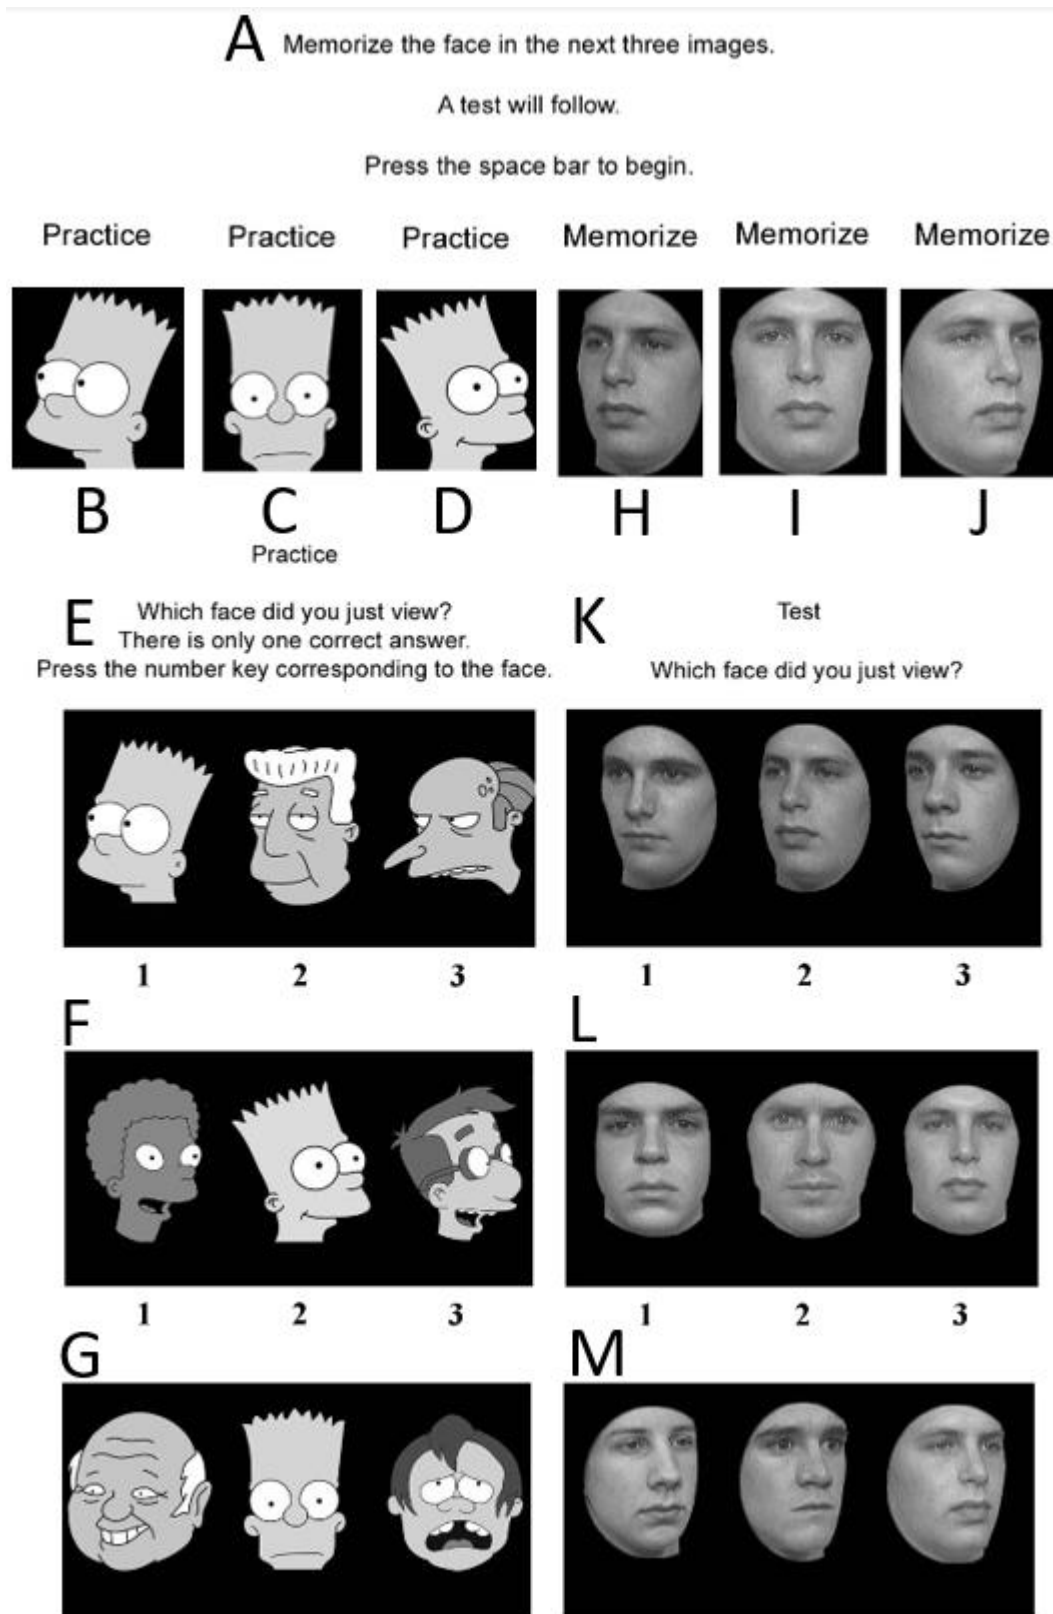 A Memorize the face in the next three images.
A test will follow.
Press the space bar to begin.
Practice Practice Practice Memorize Memorize Memorize
B C D H I J
Practice
E Which face did you just view?
There is only one correct answer.
Press the number key corresponding to the face.
K Test
Which face did you just view?
1 2 3 1 2 3
F L
1 2 3 1 2 3
G M